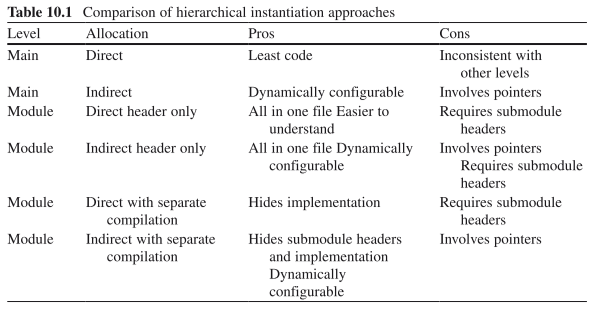 Table 10.1 Comparison of hierarchical instantiation approaches
Level Allocation Pros Cons
Main Direct Least code Inconsistent with
other levels
Main Indirect Dynamically configurable Involves pointers
Module Direct header only All in one file Easier to Requires submodule
understand headers
Module Indirect header only All in one file Dynamically Involves pointers
configurable Requires submodule
headers
Module Direct with separate Hides implementation Requires submodule
compilation headers
Module Indirect with separate Hides submodule headers Involves pointers
compilation and implementation
Dynamically
configurable